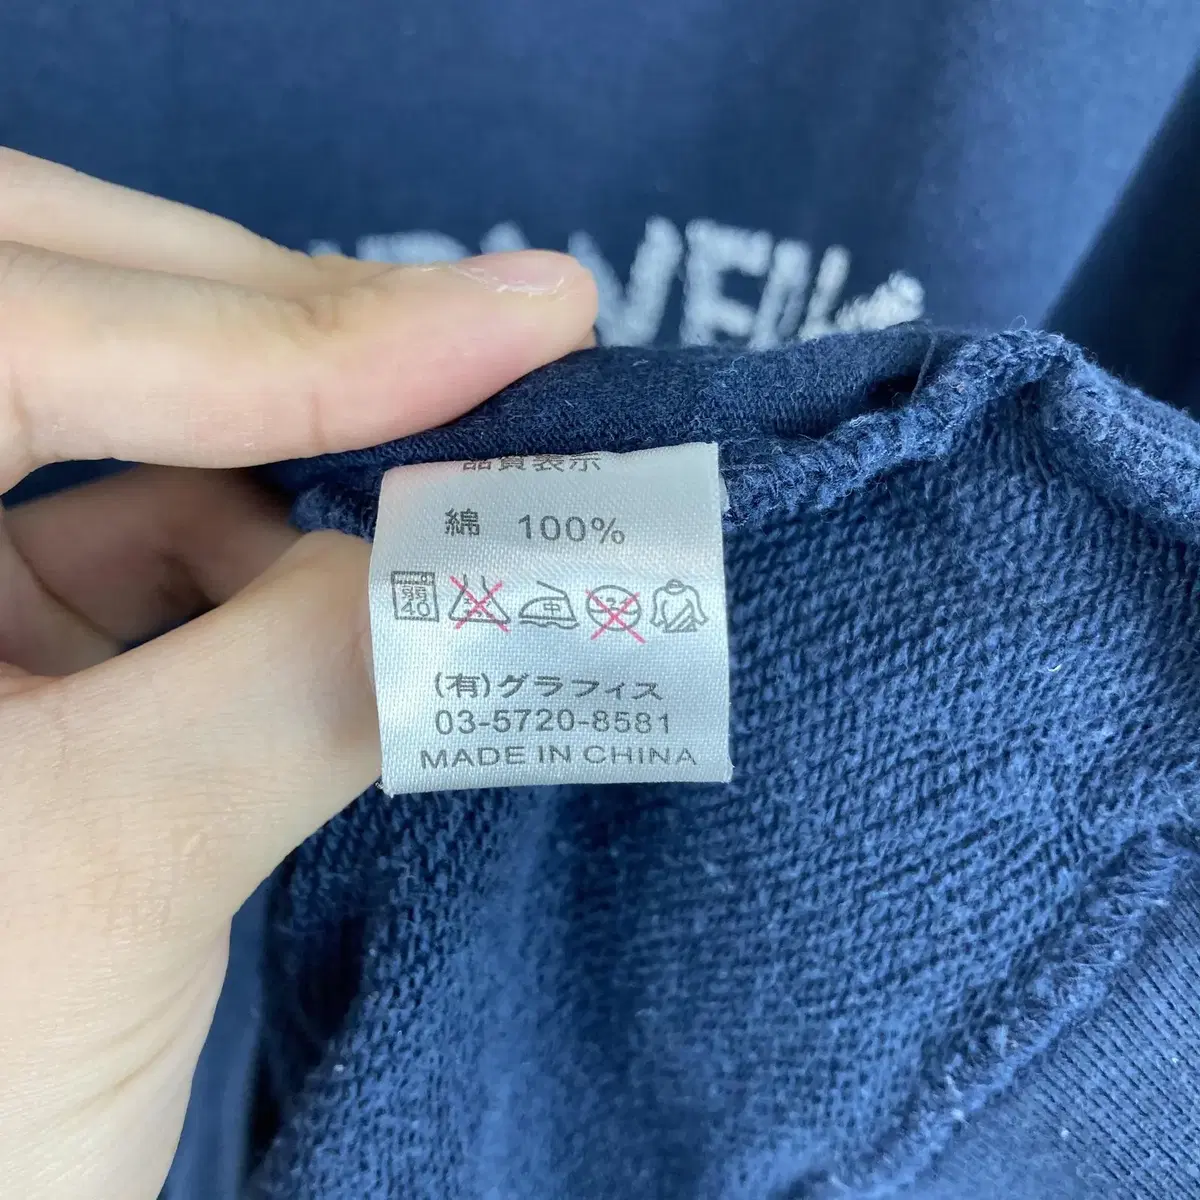 品質表示
綿 100%
弱
40
中
(有)グラフィス
03-5720-8581
MADE IN CHINA